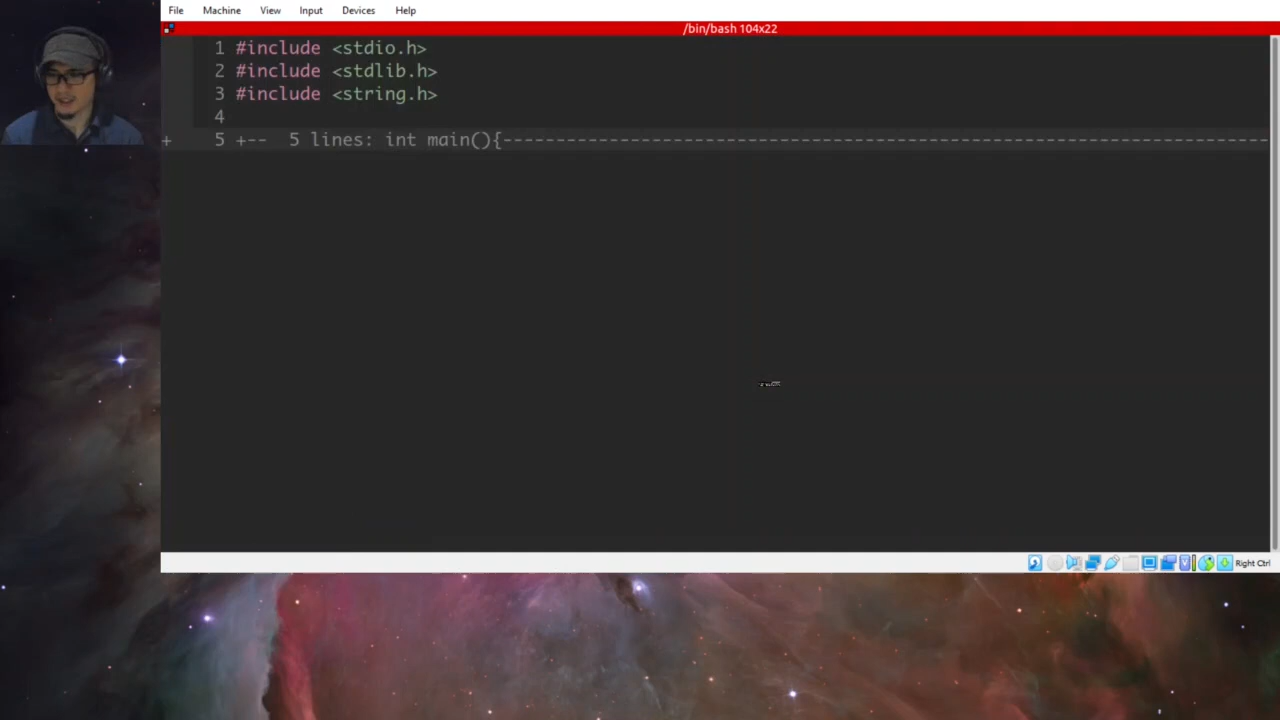 File Machine View Input Devices Help
/bin/bash 104x22
1 #include <stdio.h>
2 #include <stdlib.h>
3 #include <string.h>
4
+ 5 +-- 5 lines: int main(){-----------------------------------------------------------------------
Right Ctrl